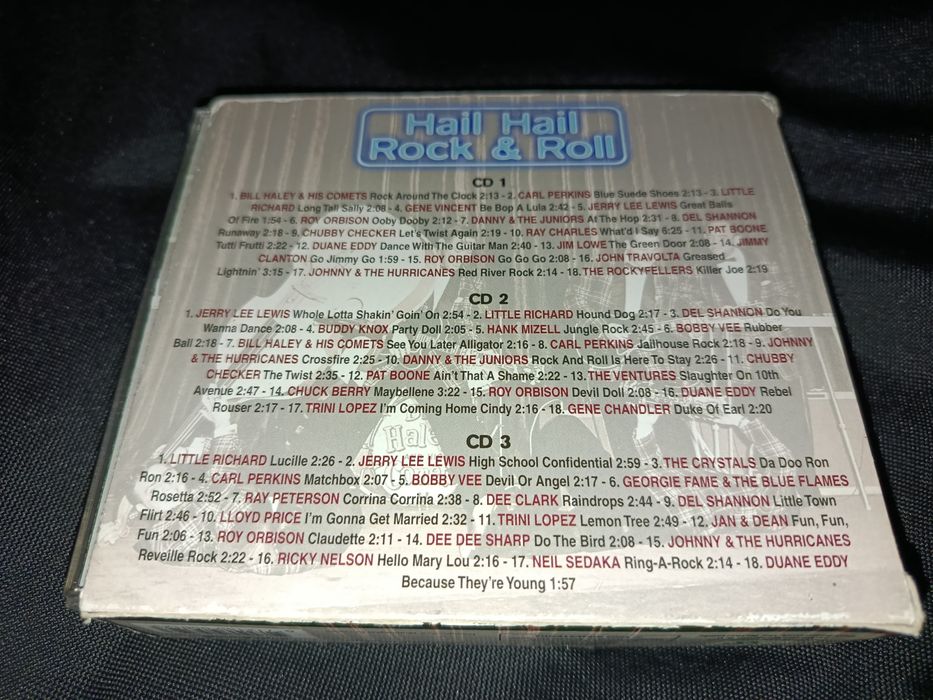 Hail Hail
Rock & Roll
CD 1
1. BILL HALEY & HIS COMETS Rock Around The Clock 2:13 - 2. CARL PERKINS Blue Suede Shoes 2:13 - 3. LITTLE
RICHARD Long Tall Sally 2:08 - 4. GENE VINCENT Be Bop A Lula 2:42 - 5. JERRY LEE LEWIS Great Balls
Of Fire 1:54 - 6. ROY ORBISON Ooby Dooby 2:12 - 7. DANNY & THE JUNIORS At The Hop 2:31 - 8. DEL SHANNON
Runaway 2:18 - 9. CHUBBY CHECKER Let's Twist Again 2:19 - 10. RAY CHARLES What'd I Say 6:25 - 11. PAT BOONE
Tutti Frutti 2:22 - 12. DUANE EDDY Dance With The Guitar Man 2:40 - 13. JIM LOWE The Green Door 2:08 - 14. JIMMY
CLANTON Go Jimmy Go 1:59 - 15. ROY ORBISON Go Go Go 2:08 - 16. JOHN TRAVOLTA Greased
Lightnin' 3:15 - 17. JOHNNY & THE HURRICANES Red River Rock 2:14 - 18. THE ROCKYFELLERS Killer Joe 2:19
CD 2
1. JERRY LEE LEWIS Whole Lotta Shakin' Goin' On 2:54 - 2. LITTLE RICHARD Hound Dog 2:17 - 3. DEL SHANNON Do You
Wanna Dance 2:08 - 4. BUDDY KNOX Party Doll 2:05 - 5. HANK MIZELL Jungle Rock 2:45 - 6. BOBBY VEE Rubber
Ball 2:18 - 7. BILL HALEY & HIS COMETS See You Later Alligator 2:16 - 8. CARL PERKINS Jailhouse Rock 2:18 - 9. JOHNNY
& THE HURRICANES Crossfire 2:25 - 10. DANNY & THE JUNIORS Rock And Roll Is Here To Stay 2:26 - 11. CHUBBY
CHECKER The Twist 2:35 - 12. PAT BOONE Ain't That A Shame 2:22 - 13. THE VENTURES Slaughter On 10th
Avenue 2:47 - 14. CHUCK BERRY Maybellene 3:22 - 15. ROY ORBISON Devil Doll 2:08 - 16. DUANE EDDY Rebel
Rouser 2:17 - 17. TRINI LOPEZ I'm Coming Home Cindy 2:16 - 18. GENE CHANDLER Duke Of Earl 2:20
CD 3
1. LITTLE RICHARD Lucille 2:26 - 2. JERRY LEE LEWIS High School Confidential 2:59 - 3. THE CRYSTALS Da Doo Ron
Ron 2:16 - 4. CARL PERKINS Matchbox 2:07 - 5. BOBBY VEE Devil Or Angel 2:17 - 6. GEORGIE FAME & THE BLUE FLAMES
Rosetta 2:52 - 7. RAY PETERSON Corrina Corrina 2:38 - 8. DEE CLARK Raindrops 2:44 - 9. DEL SHANNON Little Town
Flirt 2:46 - 10. LLOYD PRICE I'm Gonna Get Married 2:32 - 11. TRINI LOPEZ Lemon Tree 2:49 - 12. JAN & DEAN Fun, Fun,
Fun 2:06 - 13. ROY ORBISON Claudette 2:11 - 14. DEE DEE SHARP Do The Bird 2:08 - 15. JOHNNY & THE HURRICANES
Reveille Rock 2:22 - 16. RICKY NELSON Hello Mary Lou 2:16 - 17. NEIL SEDAKA Ring-A-Rock 2:14 - 18. DUANE EDDY
Because They're Young 1:57